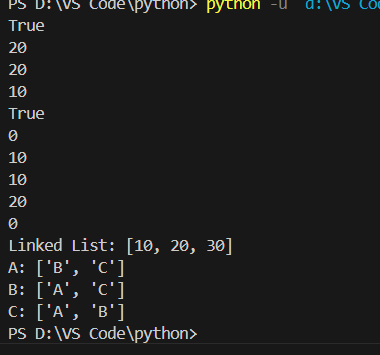 PS D:\VS Code\python> python -u "d:\VS Cod
True
20
20
10
True
0
10
10
20
0
Linked List: [10, 20, 30]
A: ['B', 'C']
B: ['A', 'C']
C: ['A', 'B']
PS D:\VS Code\python>